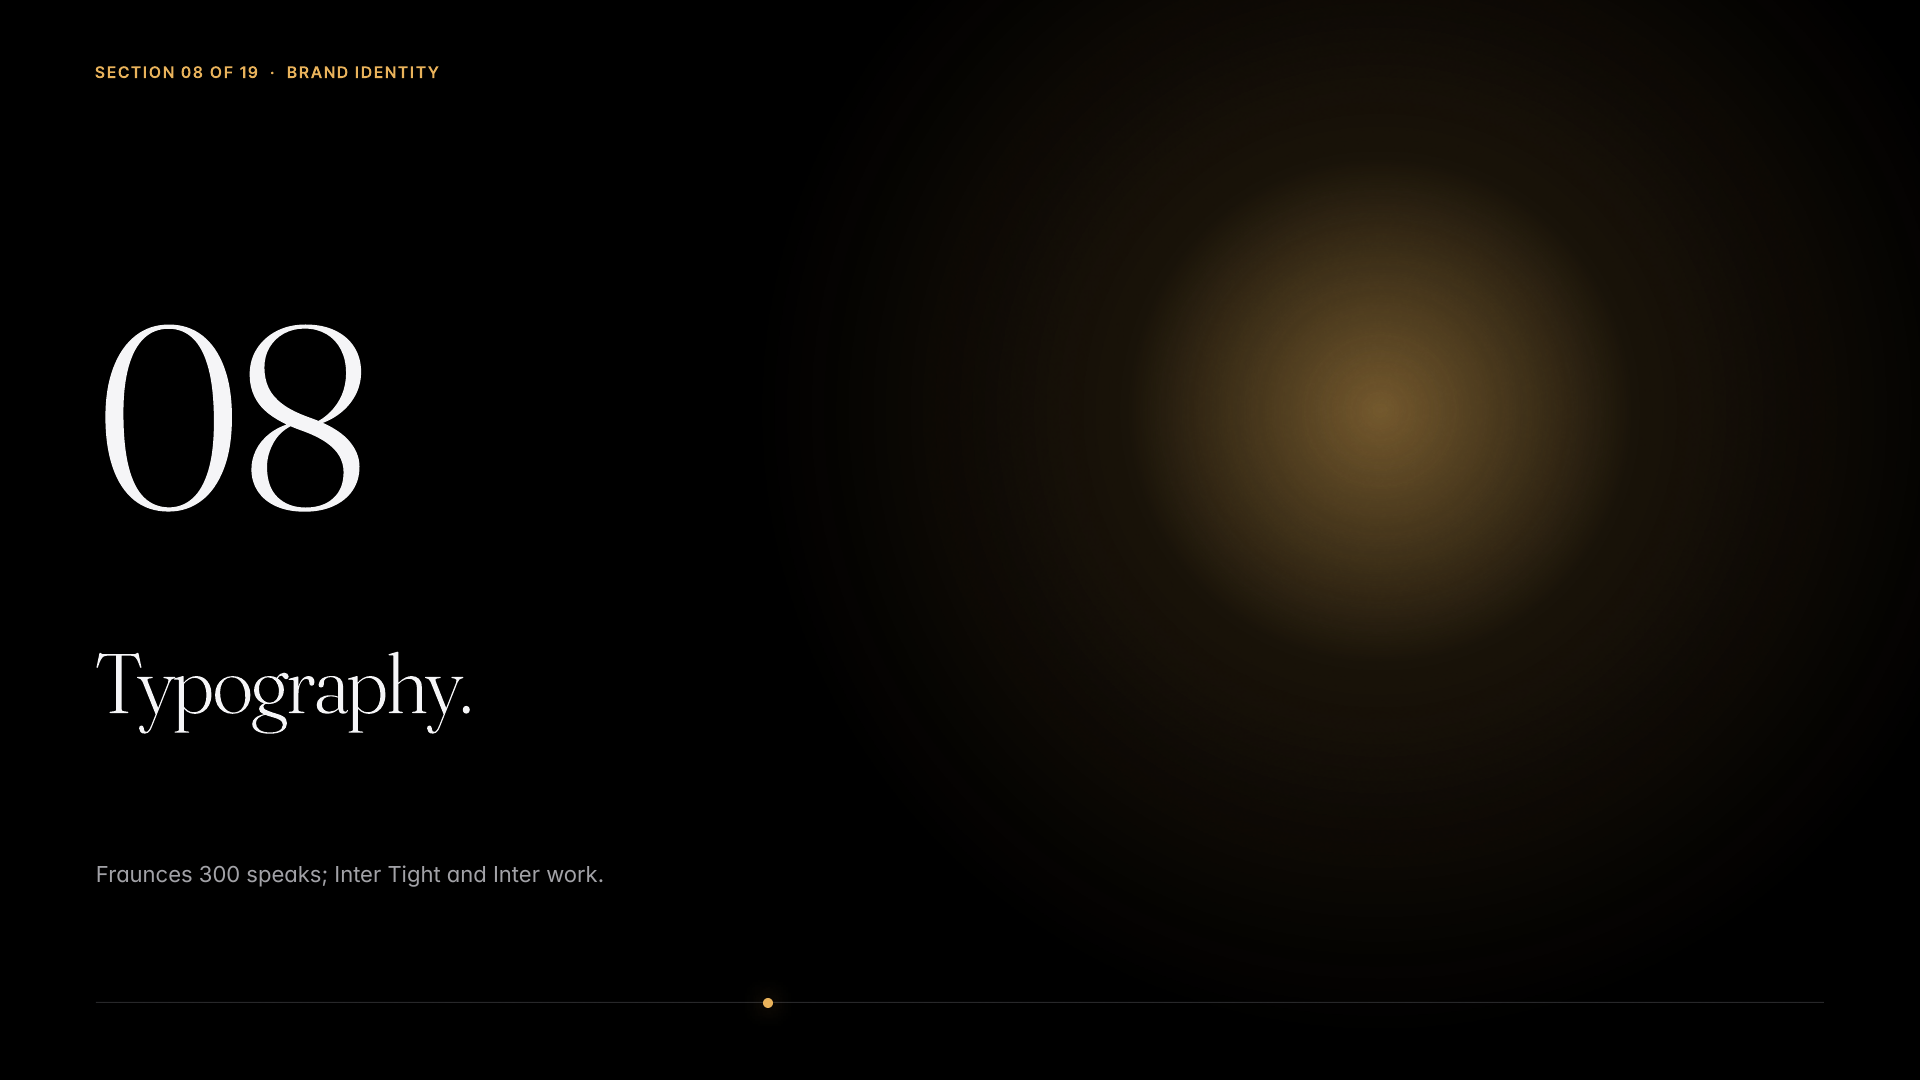 SECTION 08 OF 19 · BRAND IDENTITY
08
Typography.
Fraunces 300 speaks; Inter Tight and Inter work.